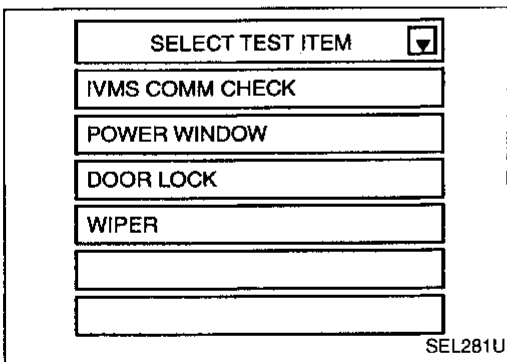 SELECT TEST ITEM
IVMS COMM CHECK
POWER WINDOW
DOOR LOCK
WIPER
SEL281U